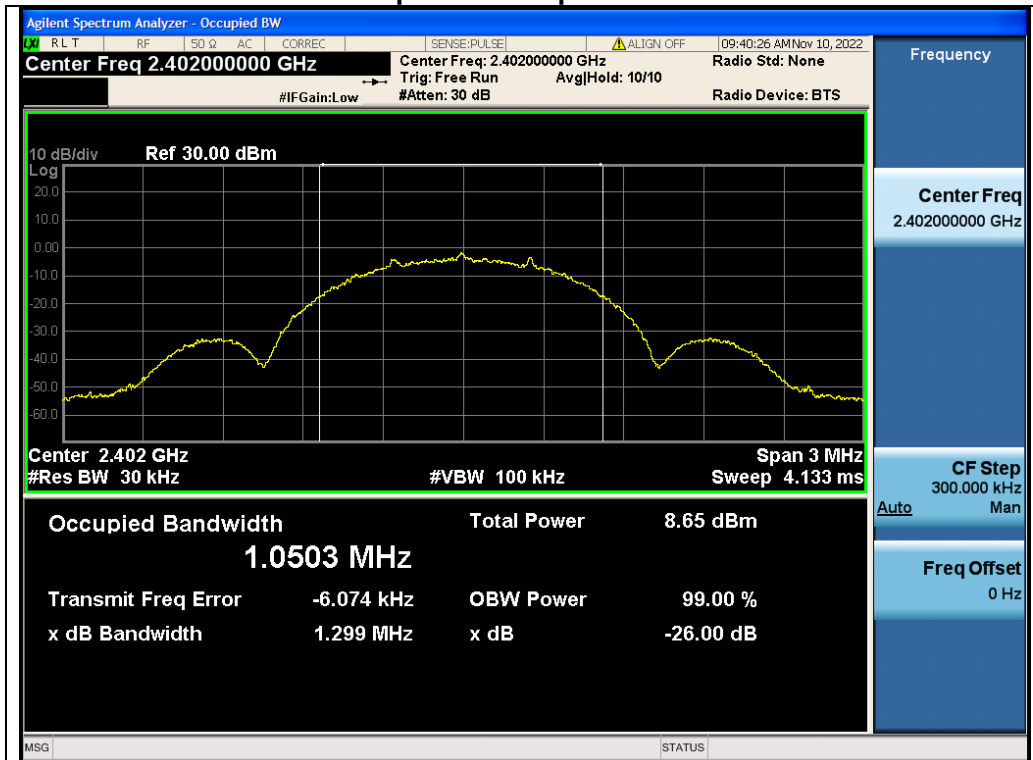 Agilent Spectrum Analyzer - Occupied BW
LXI RLT RF 50 Ω AC CORREC SENSE:PULSE ALIGN OFF 09:40:26 AM Nov 10, 2022
Center Freq 2.402000000 GHz
Center Freq: 2.402000000 GHz
Radio Std: None
Trig: Free Run Avg|Hold: 10/10
#IFGain:Low
#Atten: 30 dB
Radio Device: BTS
10 dB/div Ref 30.00 dBm
Log
20.0
10.0
0.00
-10.0
-20.0
-30.0
-40.0
-50.0
-60.0
Center 2.402 GHz
Span 3 MHz
#Res BW 30 kHz
#VBW 100 kHz
Sweep 4.133 ms
Occupied Bandwidth
1.0503 MHz
Total Power 8.65 dBm
Transmit Freq Error -6.074 kHz
OBW Power 99.00 %
x dB Bandwidth 1.299 MHz
x dB -26.00 dB
Frequency
Center Freq
2.402000000 GHz
CF Step
300.000 kHz
Auto Man
Freq Offset
0 Hz
MSG
STATUS